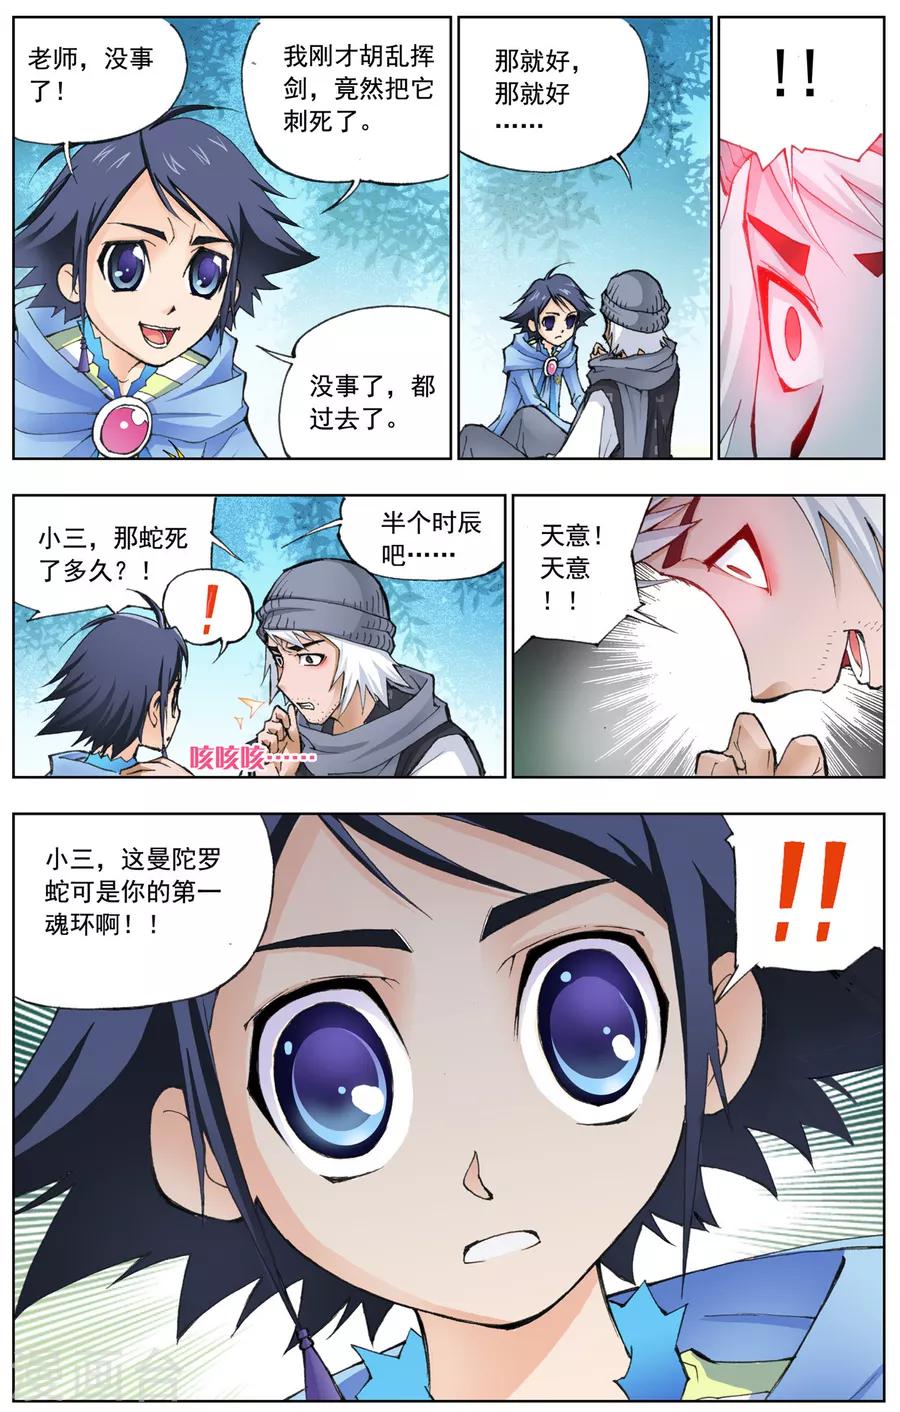 老师，没事
了！
我刚才胡乱挥
剑，竟然把它
刺死了。
没事了，都
过去了。
那就好，
那就好
……
！！
小三，那蛇死
了多久？！
！
半个时辰
吧……
咳咳咳……
天意！
天意
！！
小三，这曼陀罗
蛇可是你的第一
魂环啊！！
！！
漫画台